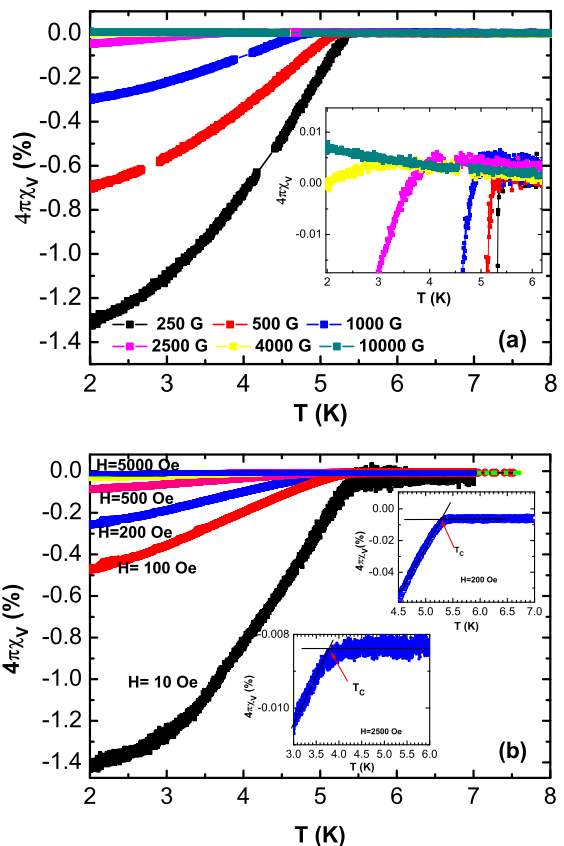 0.0
-0.2
-0.4
-0.6
-0.8
-1.0
-1.2
-1.4
4πχV (%)
2 3 4 5 6 7 8
T (K)
0.005
0.000
-0.01
4πχV
2 3 4 5 6
T (K)
250 G 500 G 1000 G
2500 G 4000 G 10000 G
(a)
0.0
-0.2
-0.4
-0.6
-0.8
-1.0
-1.2
-1.4
4πχV (%)
H=5000 Oe
H=500 Oe
H=200 Oe
H= 100 Oe
H= 10 Oe
0.00
-0.02
-0.04
4πχV(%)
TC
H=200 Oe
4.5 5.0 5.5 6.0 6.5 7.0
T (K)
-0.008
-0.010
4πχV(%)
TC
H=2500 Oe
3.0 3.5 4.0 4.5 5.0 5.5 6.0
T (K)
(b)
2 3 4 5 6 7 8
T (K)